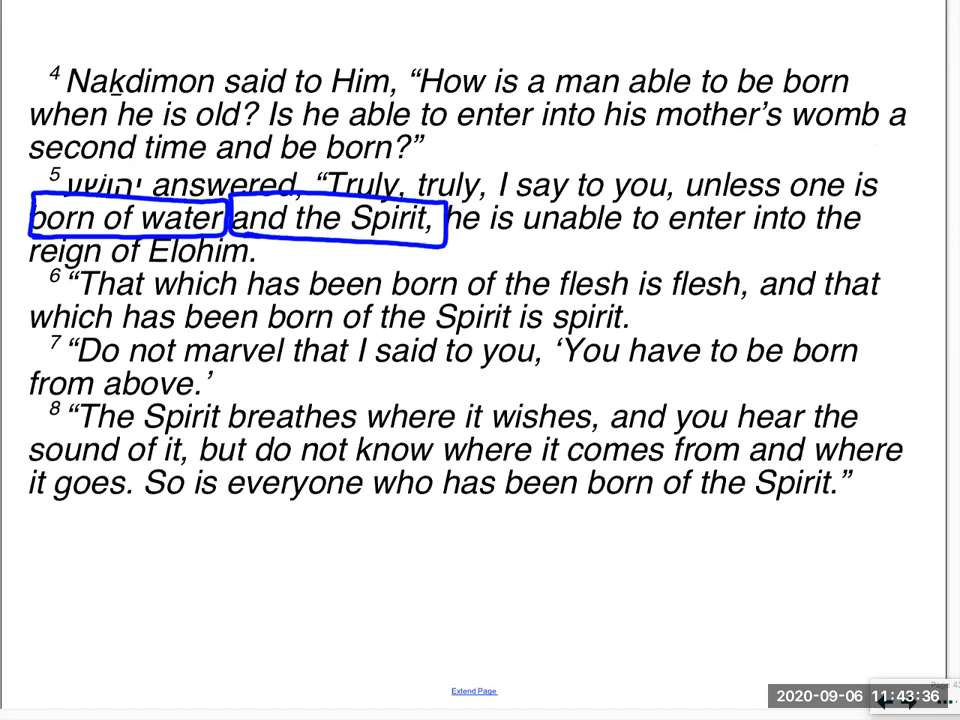 4 Naḵdimon said to Him, “How is a man able to be born
when he is old? Is he able to enter into his mother’s womb a
second time and be born?”
5 יהושע answered, “Truly, truly, I say to you, unless one is
born of water and the Spirit, he is unable to enter into the
reign of Elohim.
6 “That which has been born of the flesh is flesh, and that
which has been born of the Spirit is spirit.
7 “Do not marvel that I said to you, ‘You have to be born
from above.’
8 “The Spirit breathes where it wishes, and you hear the
sound of it, but do not know where it comes from and where
it goes. So is everyone who has been born of the Spirit.”
Extend Page
2020-09-06 11:43:36